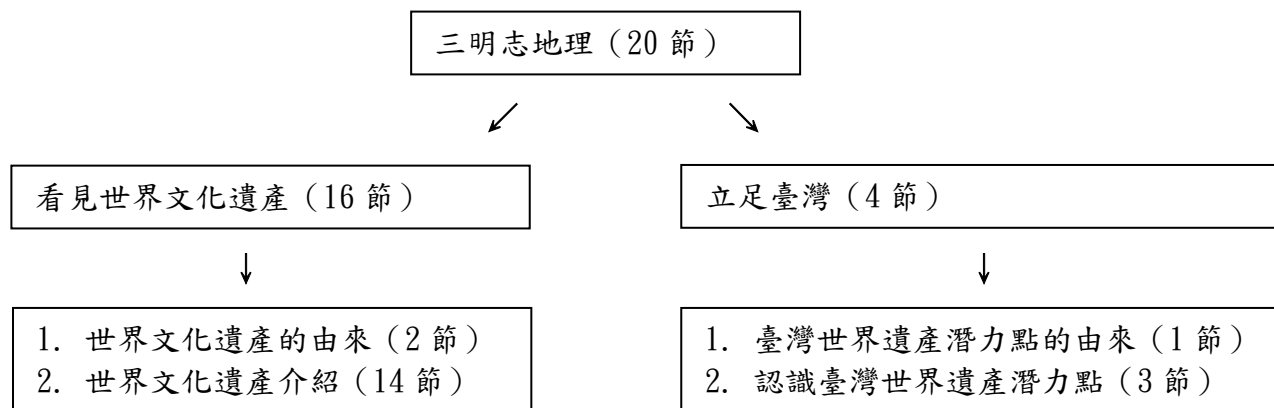 三明志地理（20 節）
看見世界文化遺產（16 節）
立足臺灣（4 節）
1. 世界文化遺產的由來（2 節）
2. 世界文化遺產介紹（14 節）
1. 臺灣世界遺產潛力點的由來（1 節）
2. 認識臺灣世界遺產潛力點（3 節）